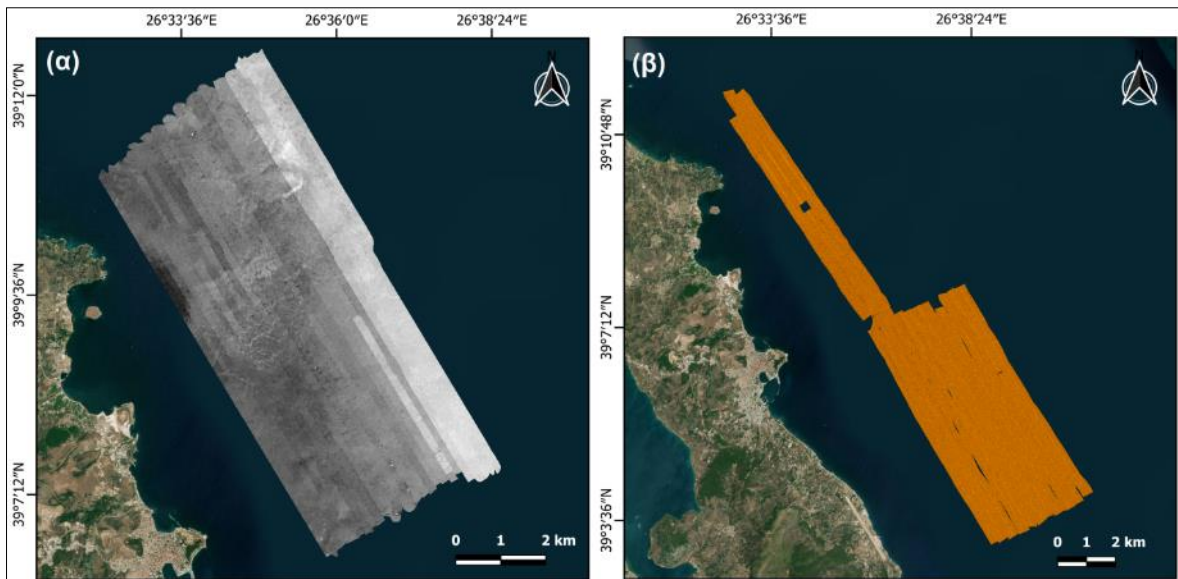 26°33′36″E 26°36′0″E 26°38′24″E
26°33′36″E 26°38′24″E
(α)
N
(β)
N
39°12′0″N
39°9′36″N
39°7′12″N
39°10′48″N
39°7′12″N
39°3′36″N
0 1 2 km
0 1 2 km